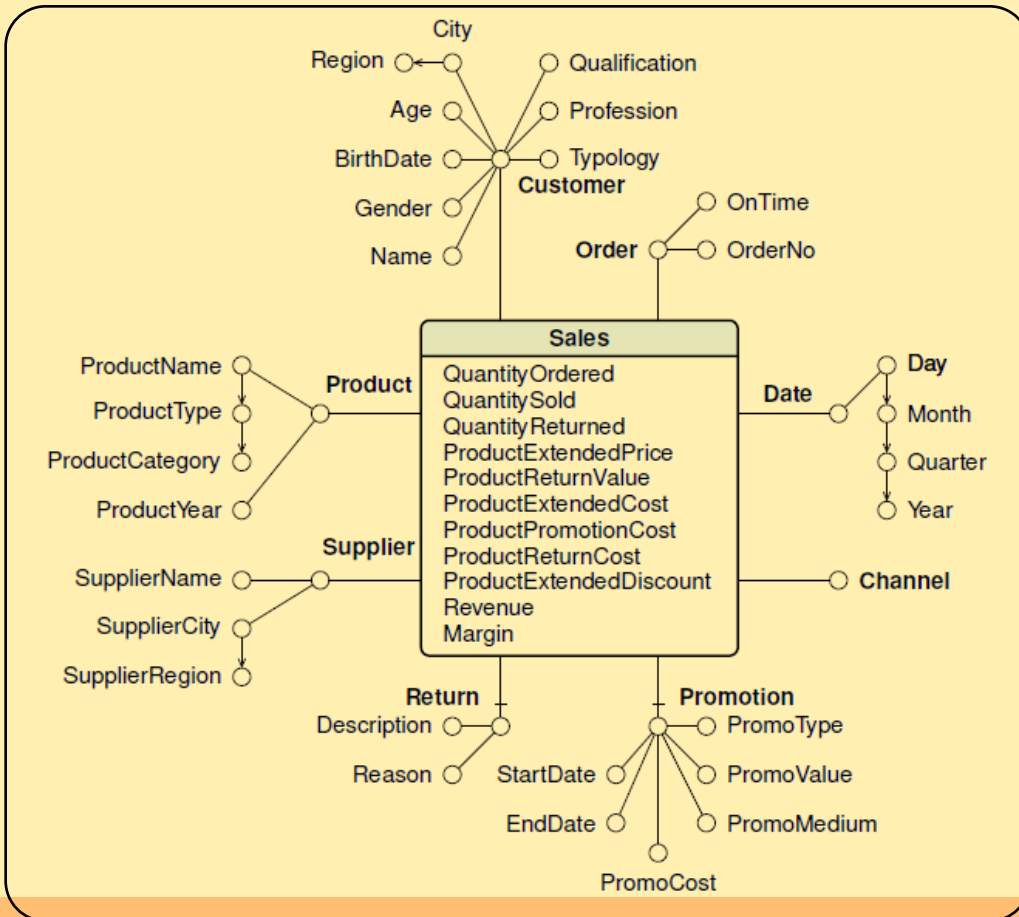 City
Region
Qualification
Age
Profession
BirthDate
Typology
Customer
Gender
Name
OnTime
Order
OrderNo
Sales
QuantityOrdered
QuantitySold
QuantityReturned
ProductExtendedPrice
ProductReturnValue
ProductExtendedCost
ProductPromotionCost
ProductReturnCost
ProductExtendedDiscount
Revenue
Margin
ProductName
Product
ProductType
ProductCategory
ProductYear
Date
Day
Month
Quarter
Year
Supplier
SupplierName
SupplierCity
SupplierRegion
Channel
Return
Description
Reason
Promotion
PromoType
StartDate
PromoValue
EndDate
PromoMedium
PromoCost